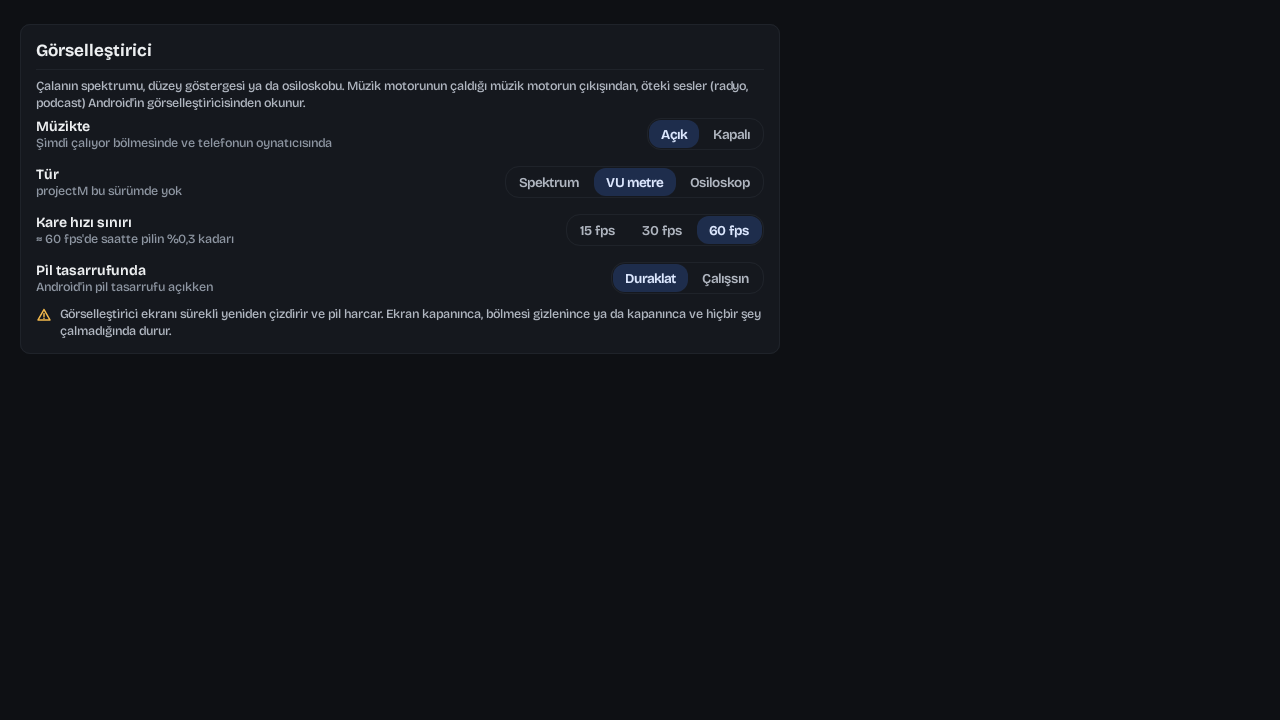 Görselleştirici
Çalanın spektrumu, düzey göstergesi ya da osiloskobu. Müzik motorunun çaldığı müzik motorun çıkışından, öteki sesler (radyo,
podcast) Android'in görselleştiricisinden okunur.
Müzikte
Şimdi çalıyor bölmesinde ve telefonun oynatıcısında
Açık Kapalı
Tür
projectM bu sürümde yok
Spektrum VU metre Osiloskop
Kare hızı sınırı
≈ 60 fps'de saatte pilin %0,3 kadarı
15 fps 30 fps 60 fps
Pil tasarrufunda
Android'in pil tasarrufu açıkken
Duraklat Çalışsın
Görselleştirici ekranı sürekli yeniden çizdirir ve pil harcar. Ekran kapanınca, bölmesi gizlenince ya da kapanınca ve hiçbir şey
çalmadığında durur.